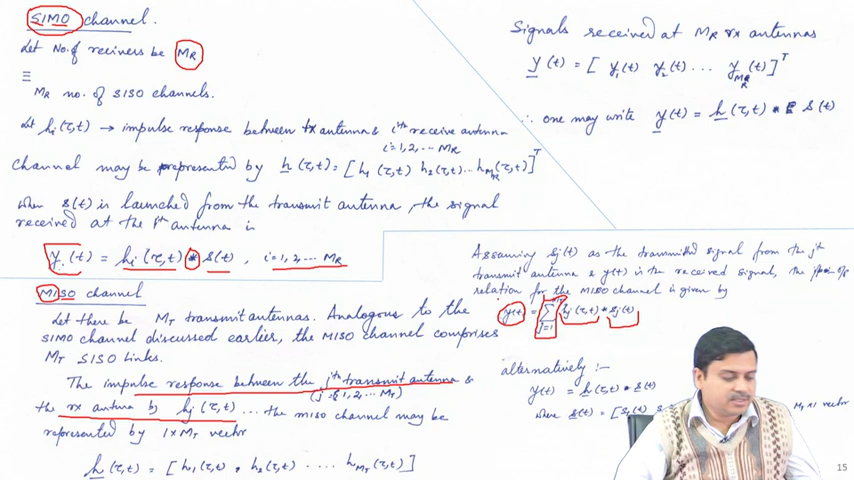 SIMO channel.
Let No. of recivers be MR
≡
MR no. of SISO channels.
Let hi(τ,t) → impulse response between tx antenna & ith receive antenna
i=1,2,... MR
Channel may be represented by h(τ,t) = [h1(τ,t) h2(τ,t)... hMR(τ,t)]^T
when s(t) is launched from the transmit antenna, the signal
received at the ith antenna is
yi(t) = hi(τ,t) * s(t), i=1,2,... MR
MISO channel
Let there be MT transmit antennas. Analogous to the
SIMO channel discussed earlier, the MISO channel comprises
MT SISO Links.
The impulse response between the jth transmit antenna &
(j=1,2,... MT)
the rx antenna by hj(τ,t) ... the miso channel may be
represented by 1×MT vector
h(τ,t) = [h1(τ,t), h2(τ,t) .... hMT(τ,t)]
Signals received at MR rx antennas
y(t) = [y1(t) y2(t) ... yMR(t)]^T
∴ one may write y(t) = h(τ,t) * s(t)
Assuming sj(t) as the transmitted signal from the jth
transmit antenna & y(t) is the received signal, the
relation for the MISO channel is given by
y(t) = Σ j=1 hj(τ,t) * sj(t)
alternatively :-
y(t) = h(τ,t) * s(t)
where s(t) = [s1(t) MT×1 vector
15